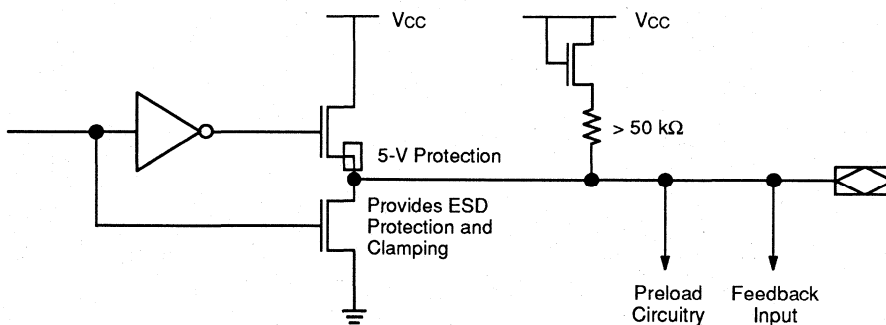 VCC
VCC
> 50 kΩ
5-V Protection
Provides ESD
Protection and
Clamping
Preload
Circuitry
Feedback
Input